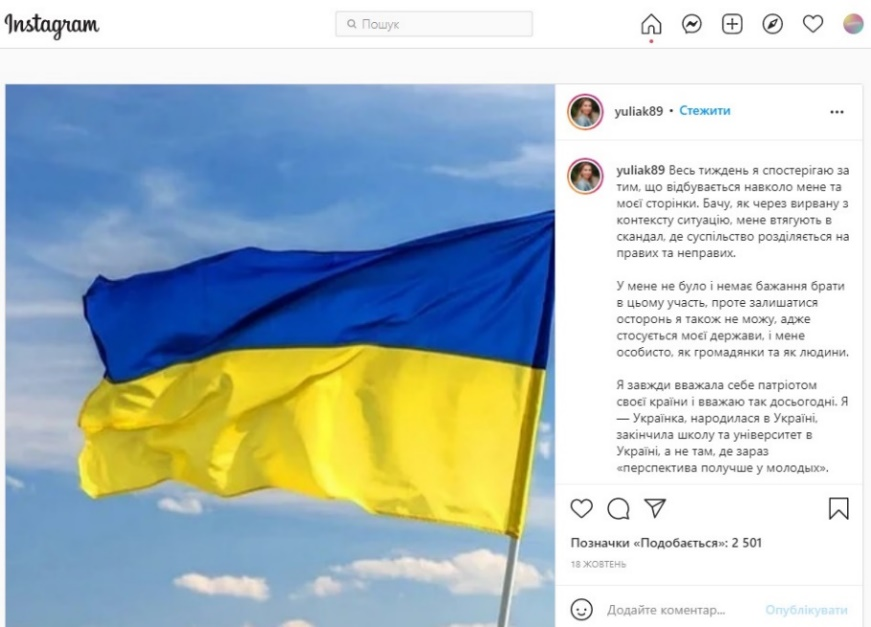 Instagram
Пошук
yuliak89 • Стежити
yuliak89 Весь тиждень я спостерігаю за
тим, що відбувається навколо мене та
моєї сторінки. Бачу, як через вирвану з
контексту ситуацію, мене втягують в
скандал, де суспільство розділяється на
правих та неправих.
У мене не було і немає бажання брати
в цьому участь, проте залишатися
осторонь я також не можу, адже
стосується моєї держави, і мене
особисто, як громадянки та як людини.
Я завжди вважала себе патріотом
своєї країни і вважаю так досьогодні. Я
— Українка, народилася в Україні,
закінчила школу та університет в
Україні, а не там, де зараз
«перспектива получше у молодых».
Позначки «Подобається»: 2 501
18 ЖОВТЕНЬ
Додайте коментар... Опублікувати